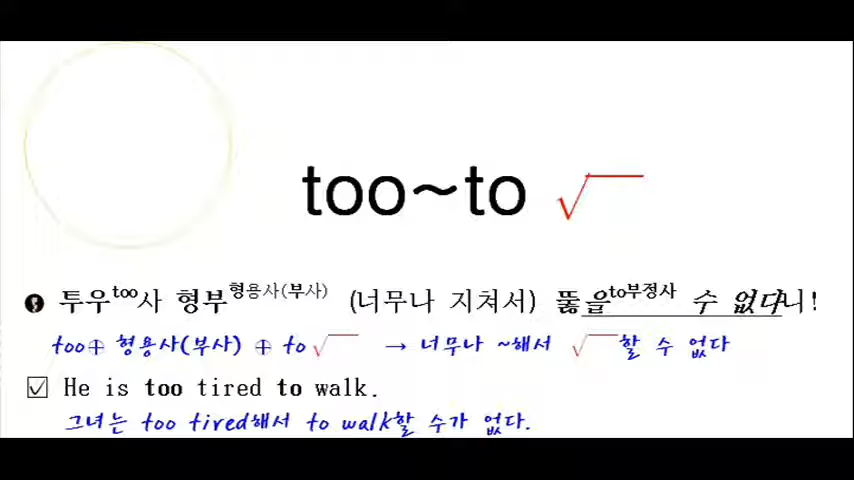 too~to √
투우too사 형부형용사(부사) (너무나 지쳐서) 뚫을to부정사 수 없다니!
too+ 형용사(부사) + to √ → 너무나 ~해서 √ 할 수 없다
☑ He is too tired to walk.
그녀는 too tired해서 to walk할 수가 없다.